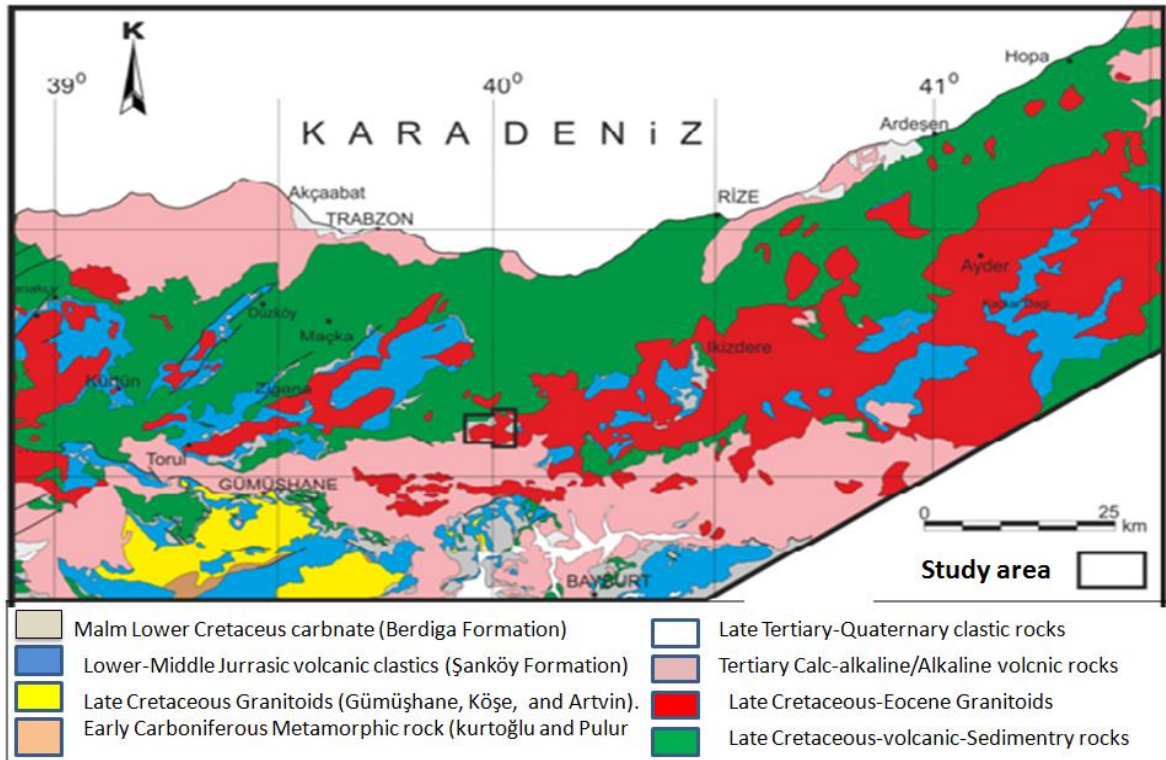 K
39⁰
40⁰
41⁰
Hopa
KARADENiZ
Ardeşen
Akçaabat
TRABZON
RİZE
Ayder
Düzköy
Maçka
İkizdere
Kürtün
Zigana
Torul
GÜMÜŞHANE
0 25
km
BAYBURT
Study area
Malm Lower Cretaceus carbnate (Berdiga Formation)
Lower-Middle Jurrasic volcanic clastics (Şanköy Formation)
Late Cretaceous Granitoids (Gümüşhane, Köşe, and Artvin).
Early Carboniferous Metamorphic rock (kurtoğlu and Pulur
Late Tertiary-Quaternary clastic rocks
Tertiary Calc-alkaline/Alkaline volcnic rocks
Late Cretaceous-Eocene Granitoids
Late Cretaceous-volcanic-Sedimentry rocks